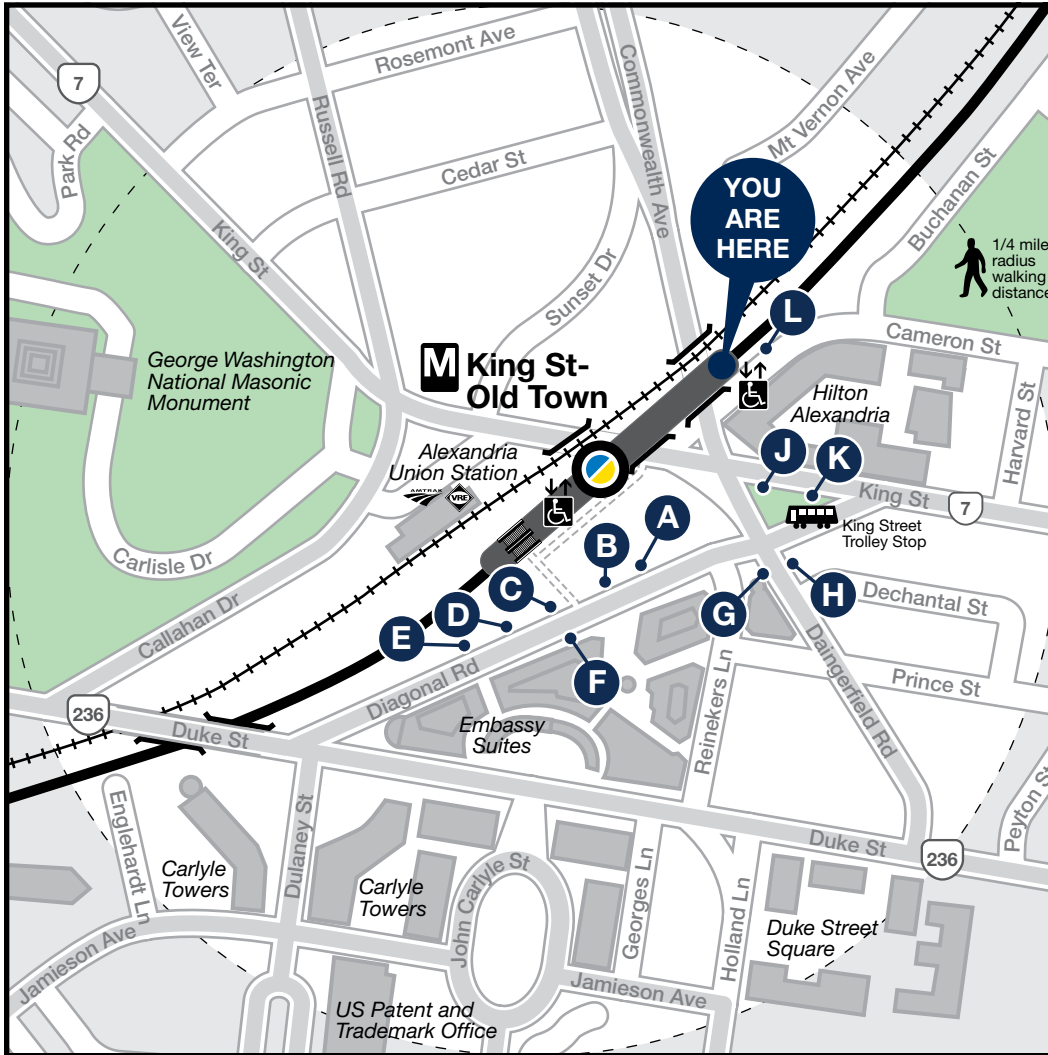 View Ter
Rosemont Ave
7
Russell Rd
Commonwealth Ave
Mt Vernon Ave
Park Rd
Cedar St
YOU
ARE
HERE
Buchanan St
King St
Sunset Dr
1/4 mile
radius
walking
distance
L
Cameron St
George Washington
National Masonic
Monument
M King St-
Old Town
Hilton
Alexandria
Harvard St
Alexandria
Union Station
AMTRAK
VRE
J
K
King St
7
King Street
Trolley Stop
A
B
C
D
E
F
G
H
Carlisle Dr
Callahan Dr
Dechantal St
Diagonal Rd
Reinekers Ln
Daingerfield Rd
Prince St
236
Duke St
Embassy
Suites
Peyton St
Englehardt Ln
Dulaney St
Duke St
236
Carlyle
Towers
Carlyle
Towers
John Carlyle St
Georges Ln
Holland Ln
Duke Street
Square
Jamieson Ave
Jamieson Ave
US Patent and
Trademark Office